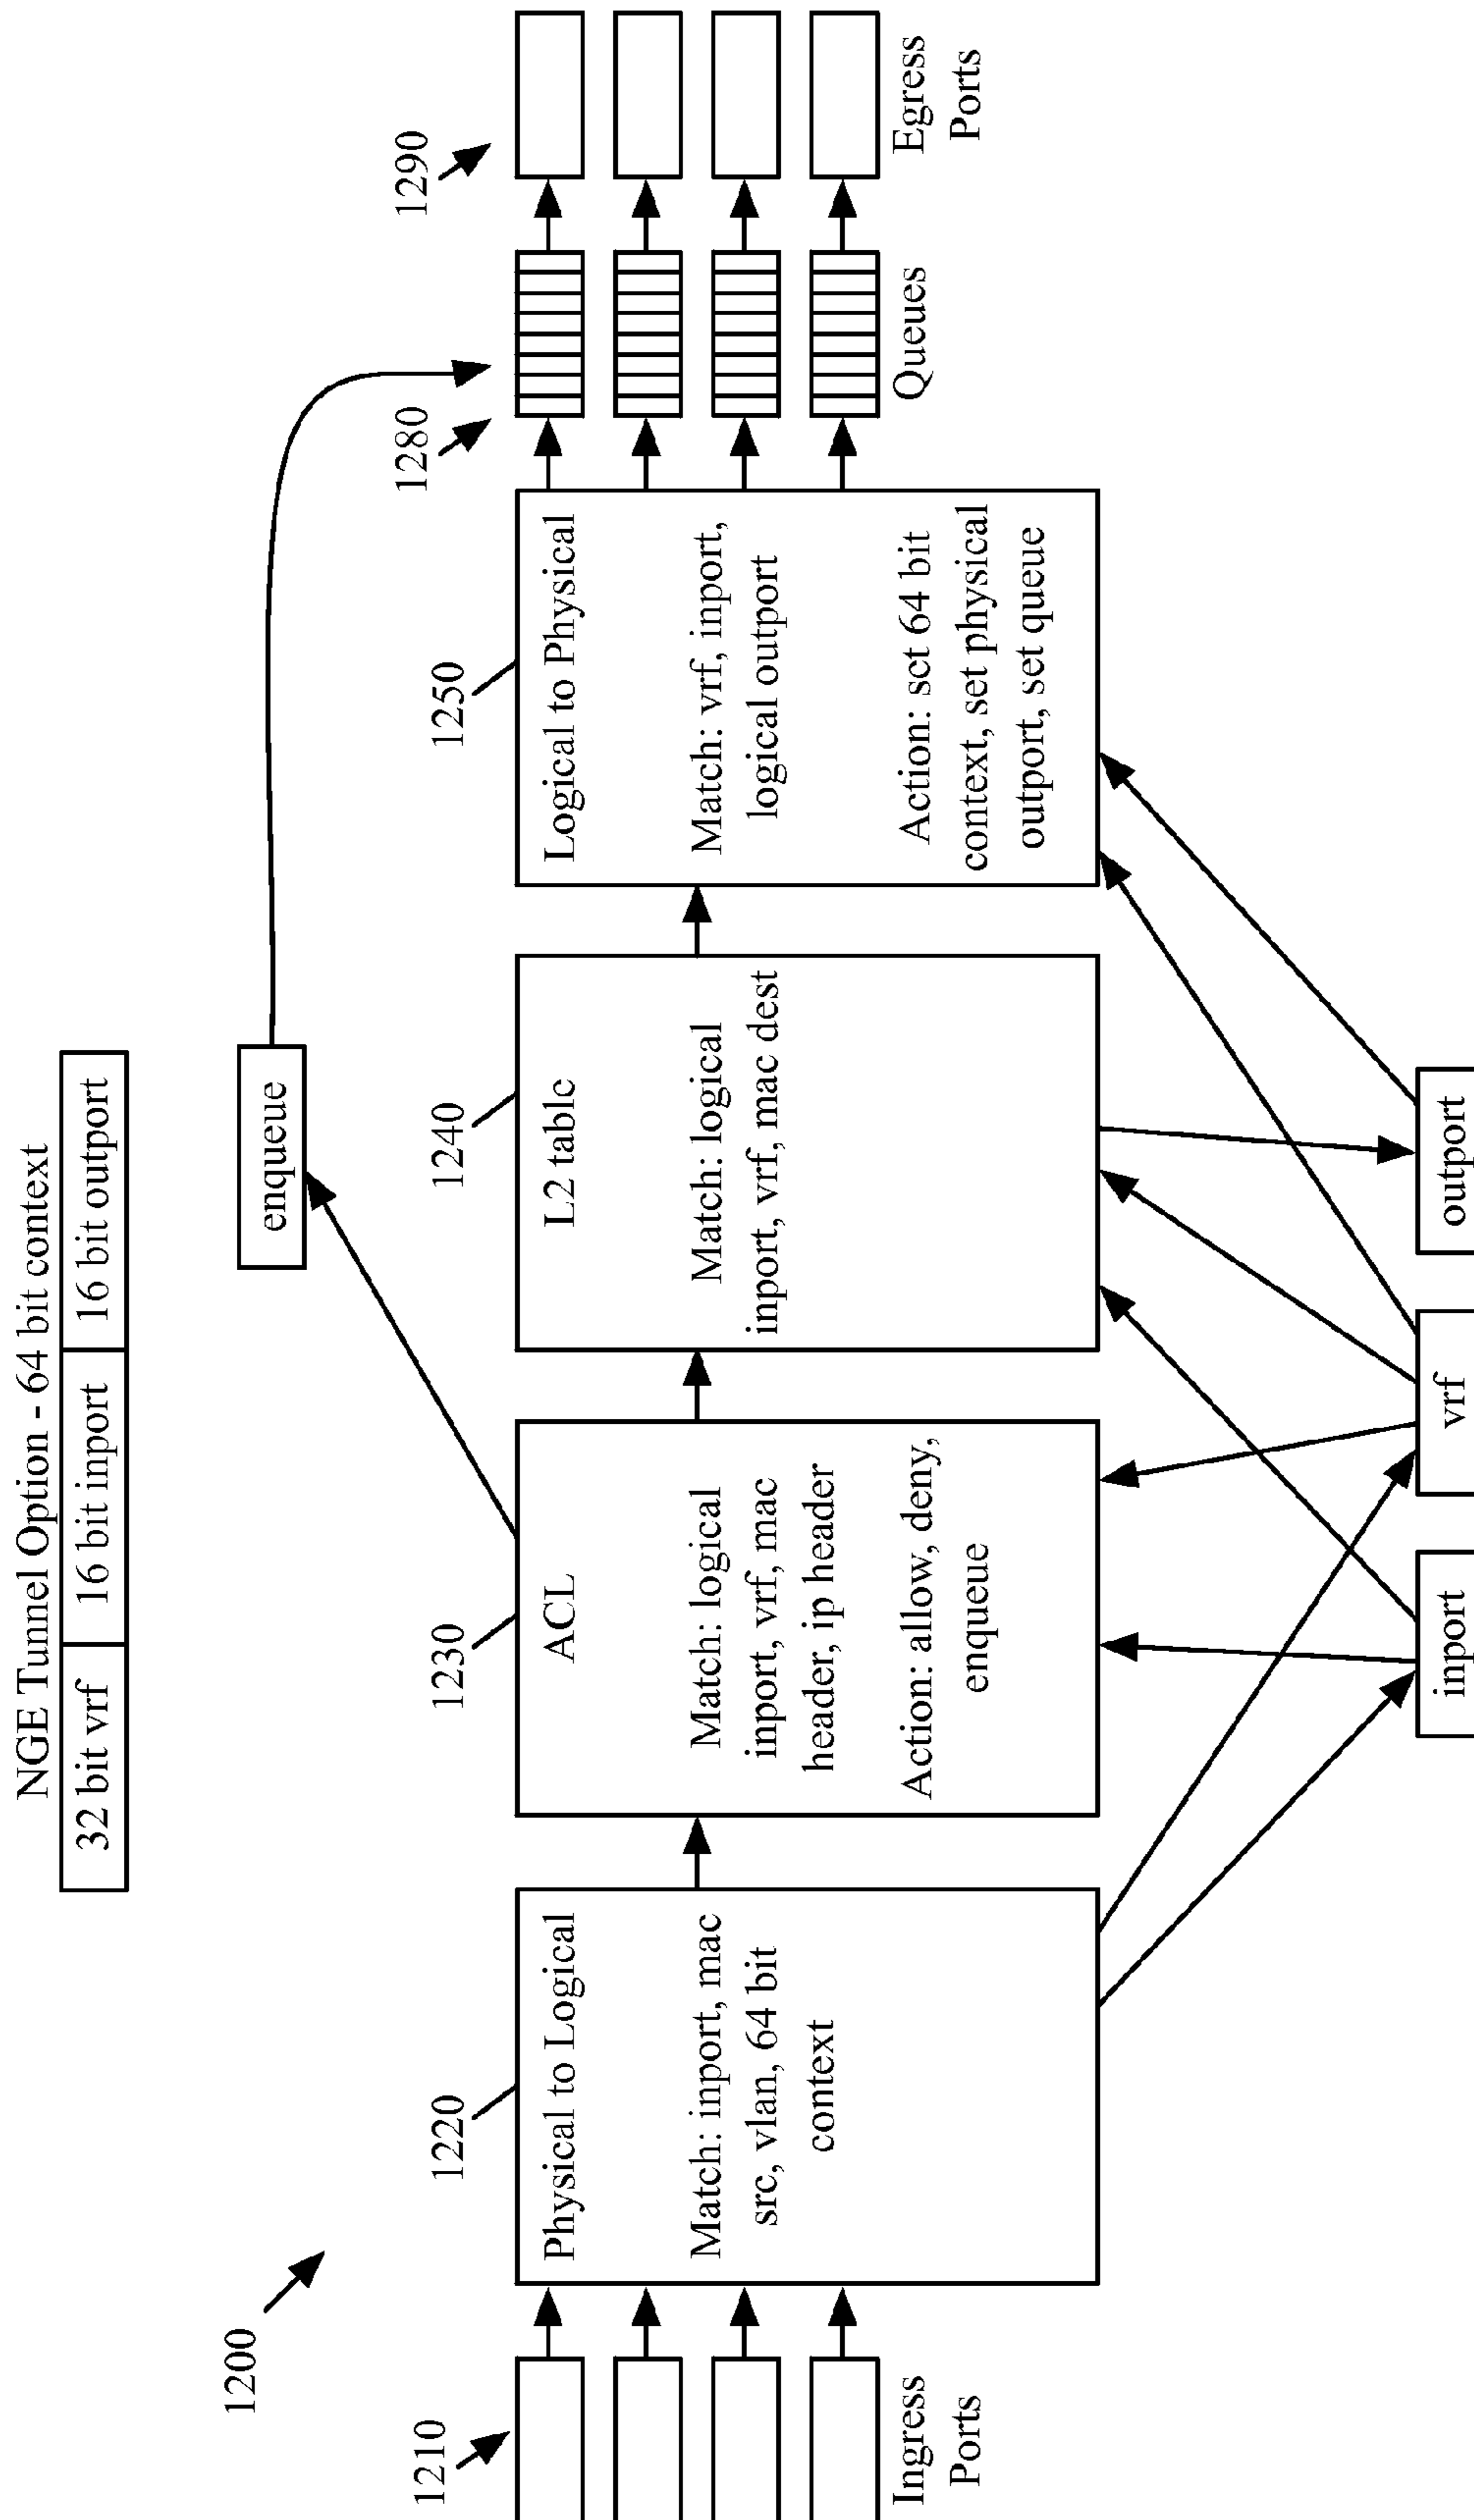 NGE Tunnel Option - 64 bit context
32 bit vrf
16 bit inport
16 bit outport
1200
enqueue
1210
1220
1230
1240
1250
1280
1290
Ingress
Ports
Physical to Logical
Match: inport, mac
src, vlan, 64 bit
context
ACL
Match: logical
inport, vrf, mac
header, ip header
Action: allow, deny,
enqueue
L2 table
Match: logical
inport, vrf, mac dest
Logical to Physical
Match: vrf, inport,
logical outport
Action: set 64 bit
context, set physical
outport, set queue
Queues
Egress
Ports
inport
vrf
outport